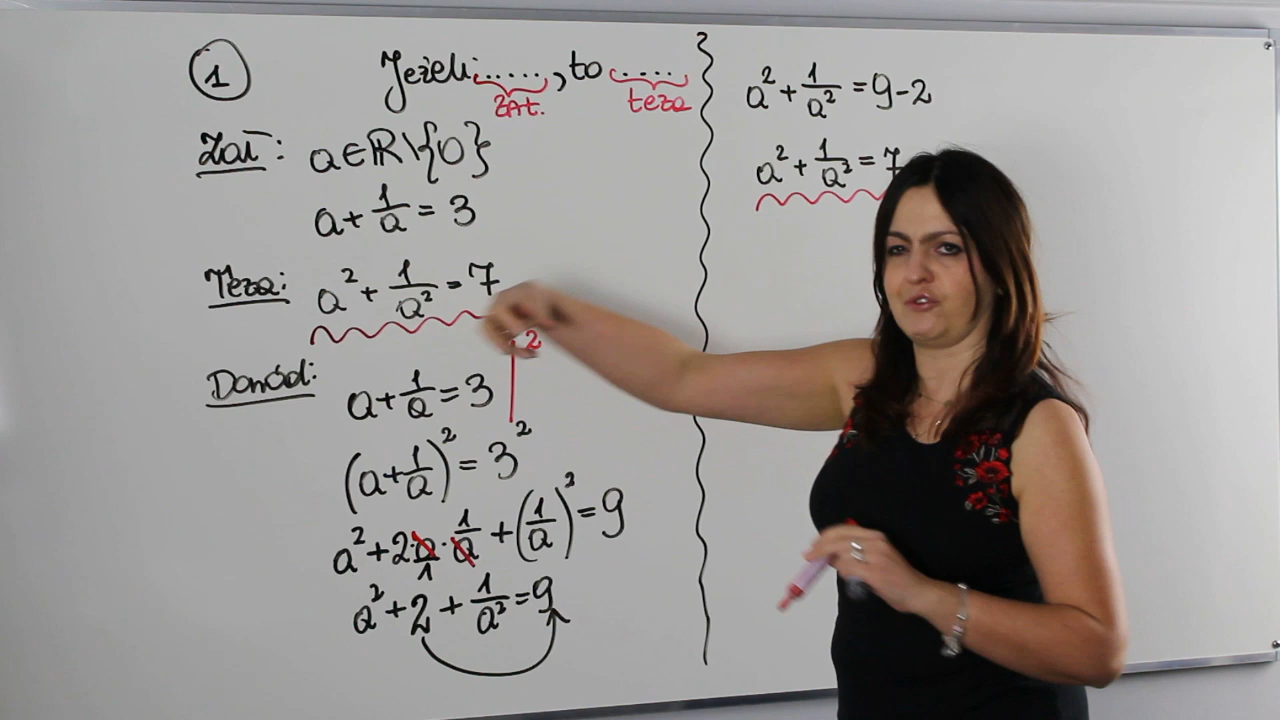 1
Jeżeli ....., to .....
zał. teza
Zał: a∈ℝ\{0}
a + 1/a = 3
Teza: a² + 1/a² = 7
Dowód: a + 1/a = 3 |²
(a + 1/a)² = 3²
a² + 2·a·1/a + (1/a)² = 9
1
a² + 2 + 1/a² = 9
a² + 1/a² = 9 - 2
a² + 1/a² = 7